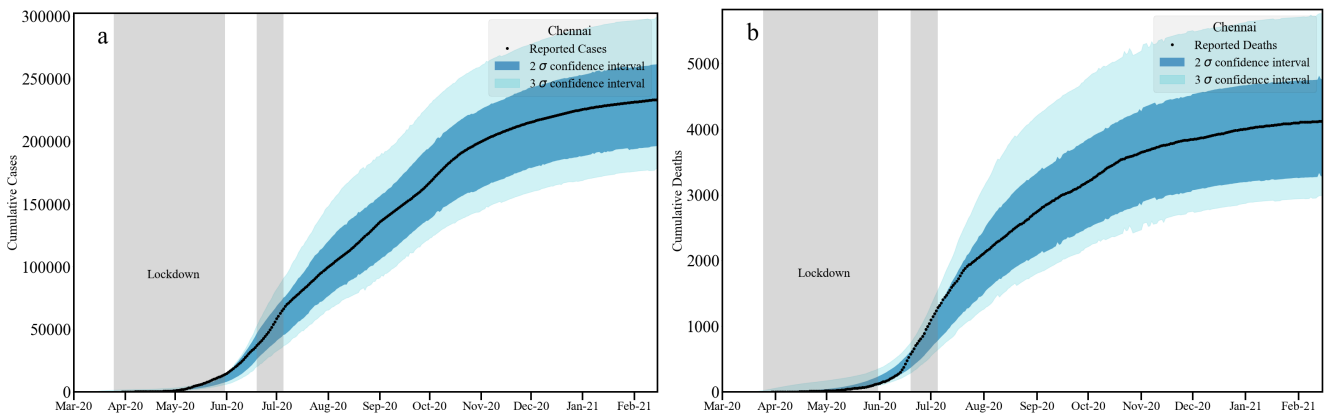 a
Chennai
Reported Cases
2 σ confidence interval
3 σ confidence interval
Lockdown
Cumulative Cases
300000
250000
200000
150000
100000
50000
0
Mar-20 Apr-20 May-20 Jun-20 Jul-20 Aug-20 Sep-20 Oct-20 Nov-20 Dec-20 Jan-21 Feb-21
b
Chennai
Reported Deaths
2 σ confidence interval
3 σ confidence interval
Lockdown
Cumulative Deaths
5000
4000
3000
2000
1000
0
Mar-20 Apr-20 May-20 Jun-20 Jul-20 Aug-20 Sep-20 Oct-20 Nov-20 Dec-20 Jan-21 Feb-21